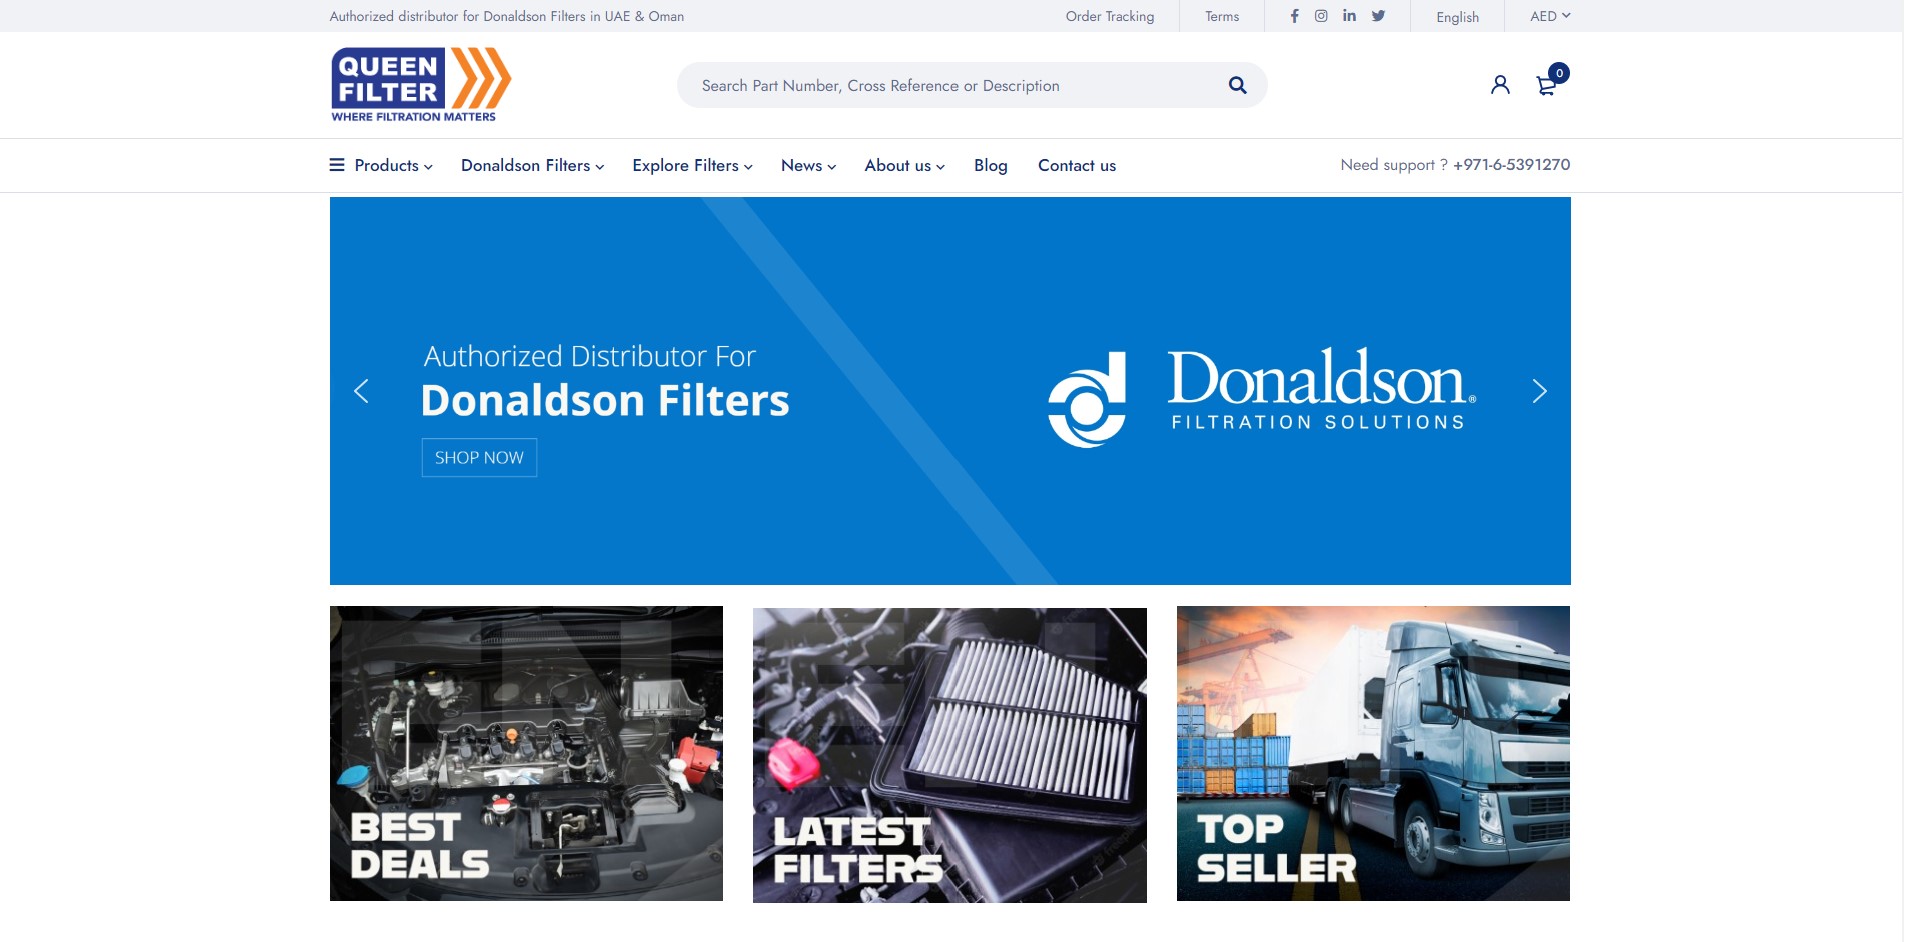 Authorized distributor for Donaldson Filters in UAE & Oman
Order Tracking
Terms
English
AED
QUEEN
FILTER
WHERE FILTRATION MATTERS
Search Part Number, Cross Reference or Description
0
Products
Donaldson Filters
Explore Filters
News
About us
Blog
Contact us
Need support ? +971-6-5391270
Authorized Distributor For
Donaldson Filters
SHOP NOW
Donaldson®
FILTRATION SOLUTIONS
BEST
DEALS
LATEST
FILTERS
TOP
SELLER